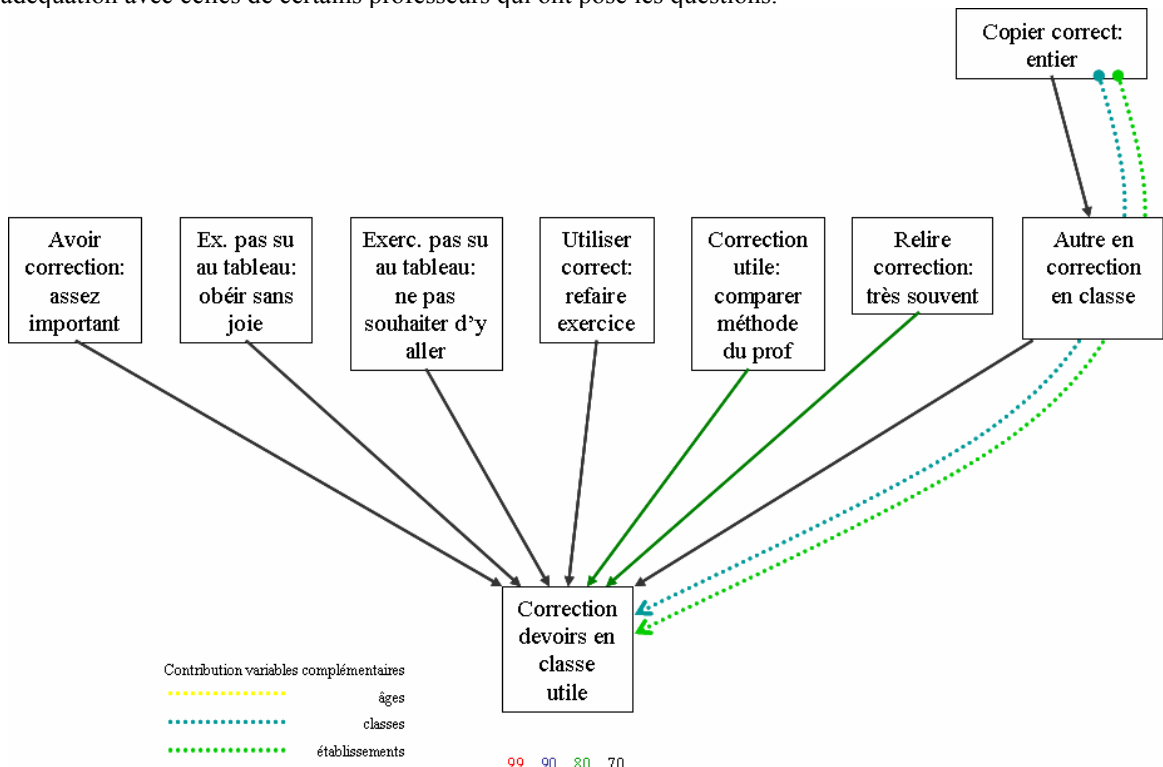 adéquation avec celles de certains professeurs qui ont posé les questions.
Copier correct:
entier
Avoir
correction:
assez
important
Ex. pas su
au tableau:
obéir sans
joie
Exerc. pas su
au tableau:
ne pas
souhaiter d'y
aller
Utiliser
correct:
refaire
exercice
Correction
utile:
comparer
méthode
du prof
Relire
correction:
très souvent
Autre en
correction
en classe
Correction
devoirs en
classe
utile
Contribution variables complémentaires
âges
classes
établissements
99 90 80 70